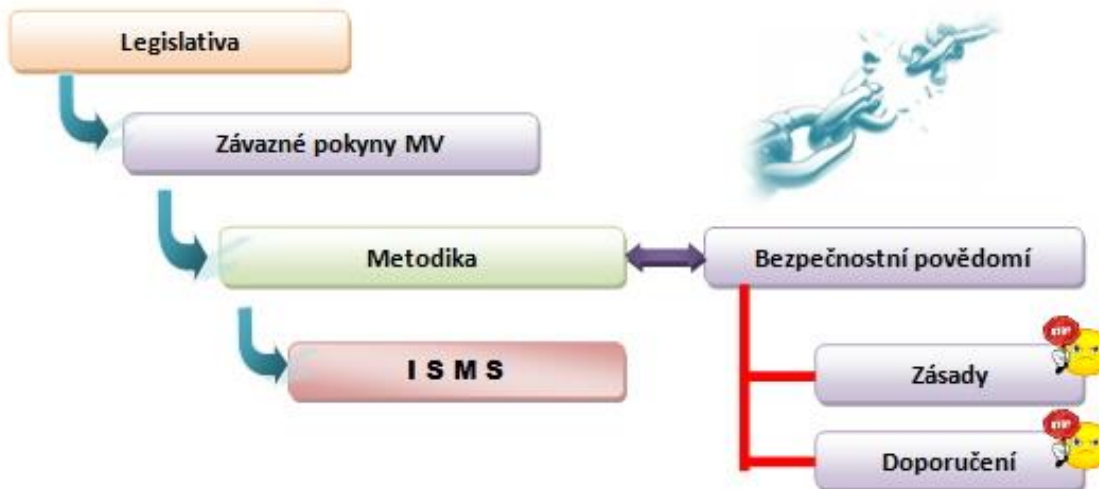 Legislativa
Závazné pokyny MV
Metodika
Bezpečnostní povědomí
I S M S
Zásady
Doporučení